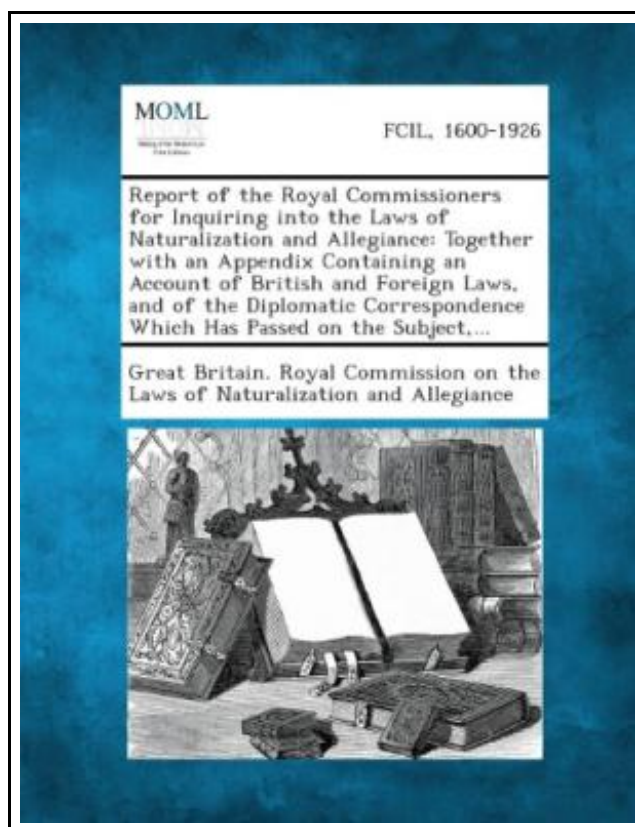 MOML
FCIL, 1600-1926
Report of the Royal Commissioners
for Inquiring into the Laws of
Naturalization and Allegiance: Together
with an Appendix Containing an
Account of British and Foreign Laws,
and of the Diplomatic Correspondence
Which Has Passed on the Subject,...
Great Britain. Royal Commission on the
Laws of Naturalization and Allegiance